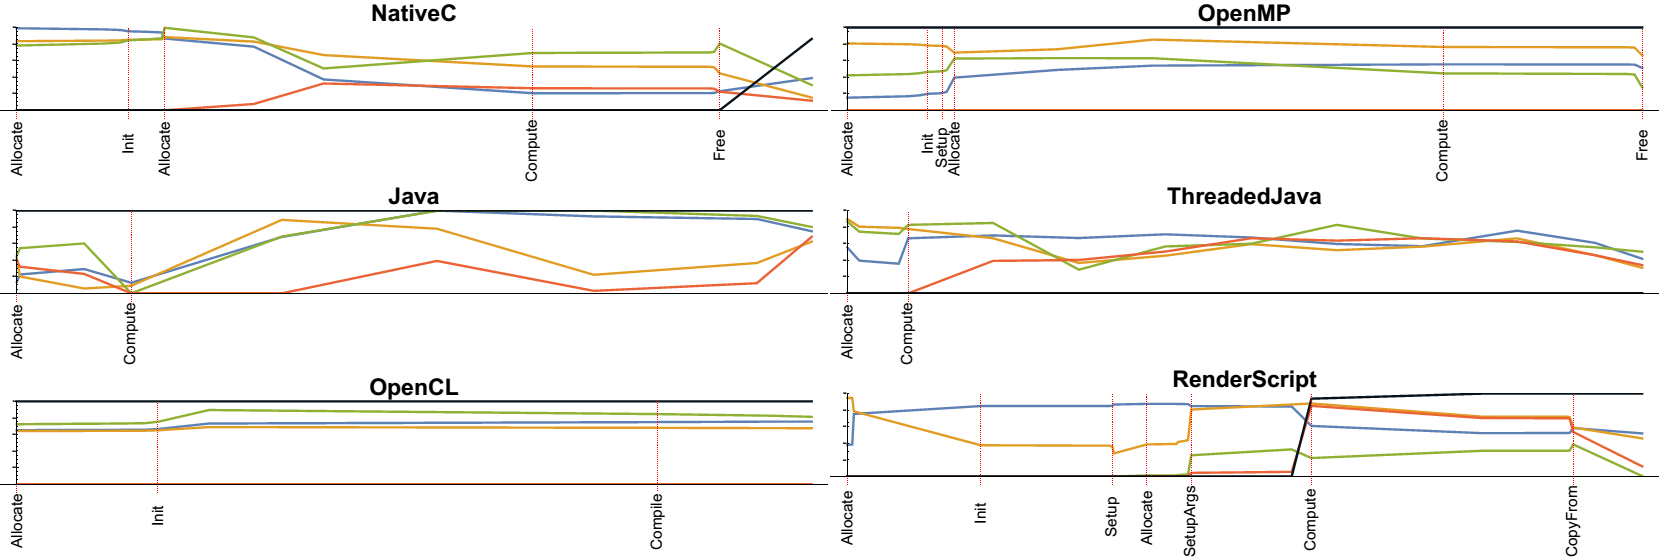 NativeC
Allocate
Init
Allocate
Compute
Free
OpenMP
Allocate
Init
Setup
Allocate
Compute
Free
Java
Allocate
Compute
ThreadedJava
Allocate
Compute
OpenCL
Allocate
Init
Compile
RenderScript
Allocate
Init
Setup
Allocate
SetupArgs
Compute
CopyFrom